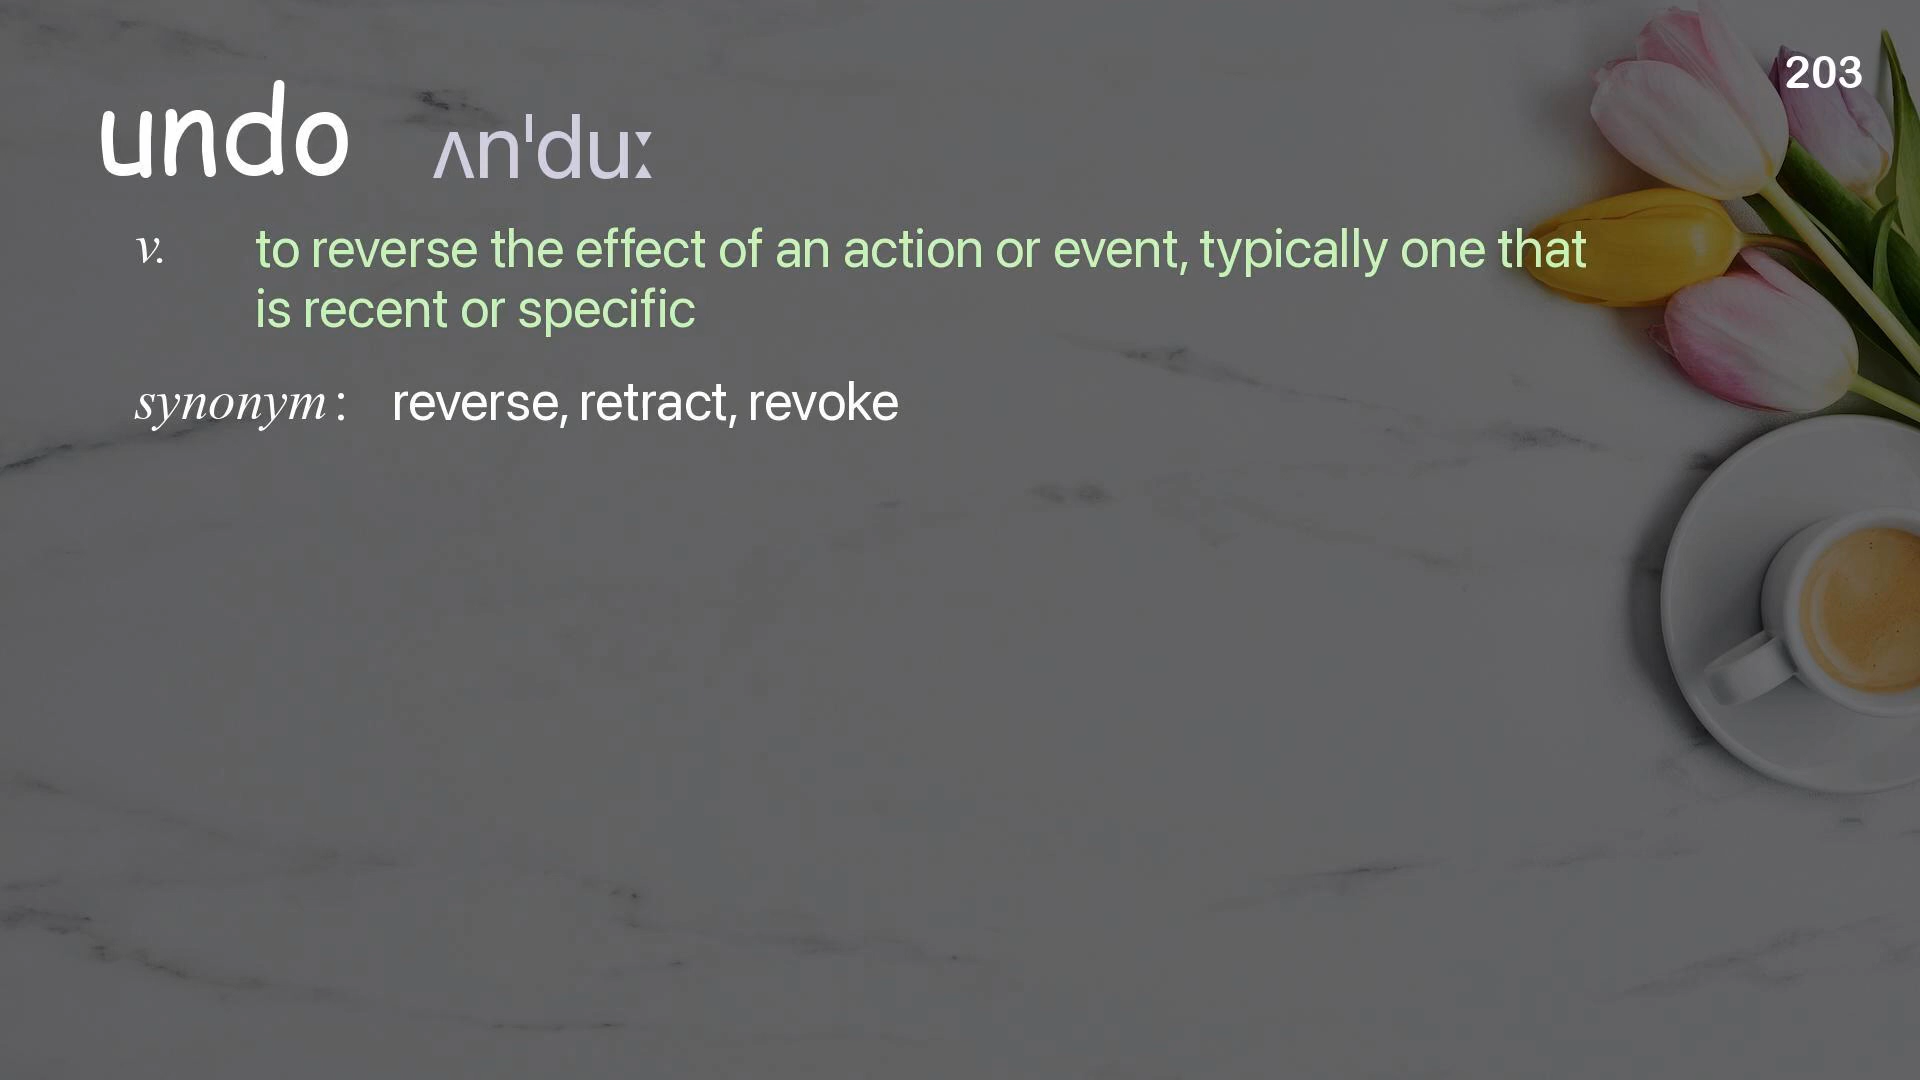 203
undo ʌnˈduː
v. to reverse the effect of an action or event, typically one that
is recent or specific
synonym : reverse, retract, revoke